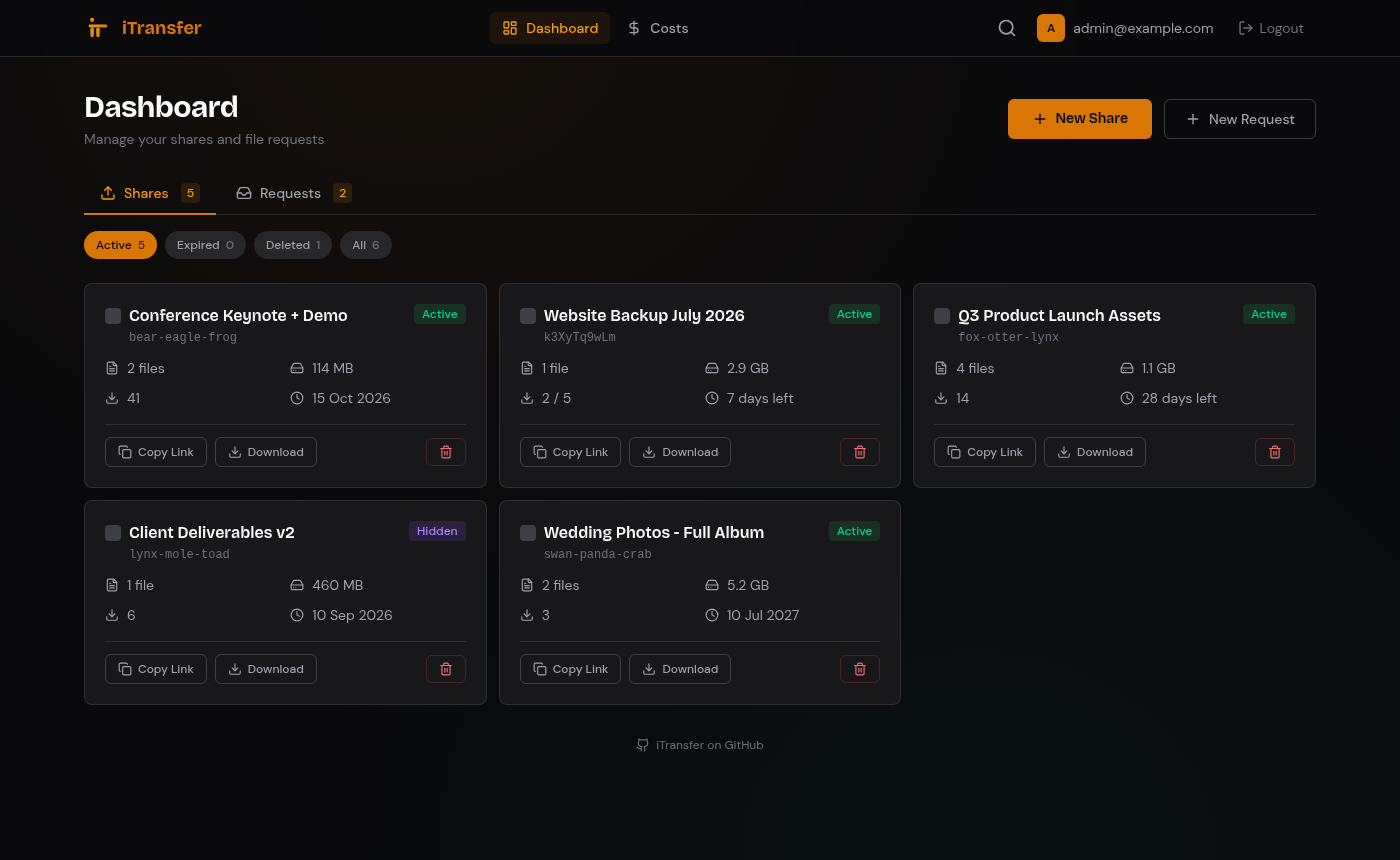 iTransfer
Dashboard
Costs
A
admin@example.com
Logout
Dashboard
Manage your shares and file requests
New Share
New Request
Shares 5
Requests 2
Active 5
Expired 0
Deleted 1
All 6
Conference Keynote + Demo
Active
bear-eagle-frog
2 files
114 MB
41
15 Oct 2026
Copy Link
Download
Website Backup July 2026
Active
k3XyTq9wLm
1 file
2.9 GB
2 / 5
7 days left
Copy Link
Download
Q3 Product Launch Assets
Active
fox-otter-lynx
4 files
1.1 GB
14
28 days left
Copy Link
Download
Client Deliverables v2
Hidden
lynx-mole-toad
1 file
460 MB
6
10 Sep 2026
Copy Link
Download
Wedding Photos - Full Album
Active
swan-panda-crab
2 files
5.2 GB
3
10 Jul 2027
Copy Link
Download
iTransfer on GitHub